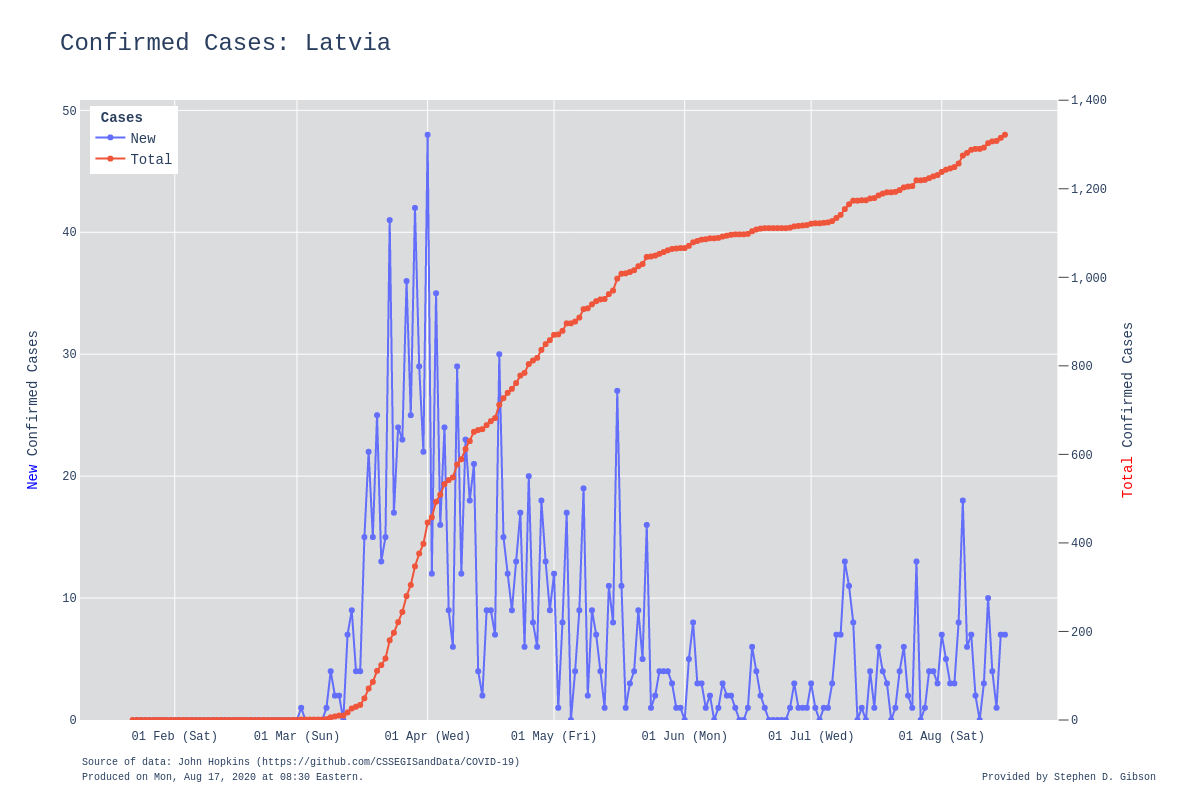 Confirmed Cases: Latvia
Cases
New
Total
50
40
30
20
10
0
1,400
1,200
1,000
800
600
400
200
0
New Confirmed Cases
Total Confirmed Cases
01 Feb (Sat)
01 Mar (Sun)
01 Apr (Wed)
01 May (Fri)
01 Jun (Mon)
01 Jul (Wed)
01 Aug (Sat)
Source of data: John Hopkins (https://github.com/CSSEGISandData/COVID-19)
Produced on Mon, Aug 17, 2020 at 08:30 Eastern.
Provided by Stephen D. Gibson